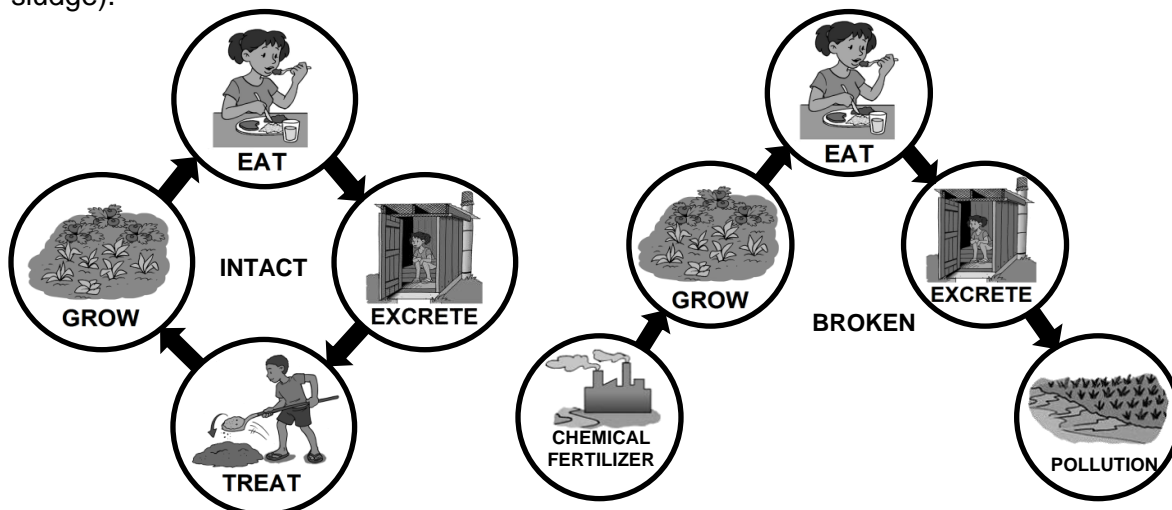 sludge).
EAT
INTACT
GROW
EXCRETE
TREAT
EAT
GROW
EXCRETE
BROKEN
CHEMICAL
FERTILIZER
POLLUTION